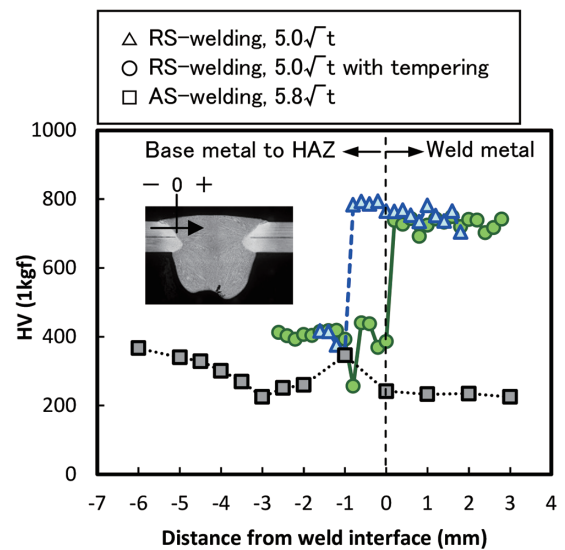 RS-welding, 5.0√t
RS-welding, 5.0√t with tempering
AS-welding, 5.8√t
1000
800
600
400
200
0
HV (1kgf)
Base metal to HAZ
Weld metal
− 0 +
-7 -6 -5 -4 -3 -2 -1 0 1 2 3 4
Distance from weld interface (mm)